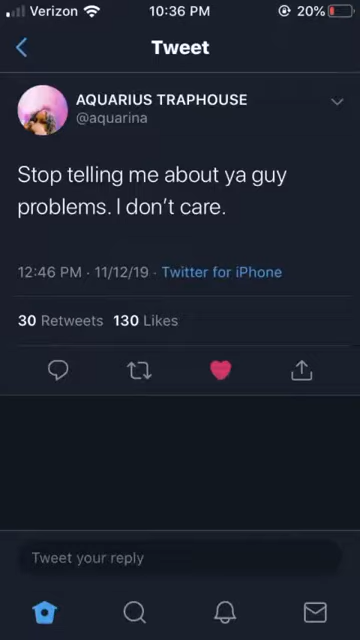 Verizon 10:36 PM 20%
Tweet
AQUARIUS TRAPHOUSE
@aquarina
Stop telling me about ya guy
problems. I don't care.
12:46 PM · 11/12/19 · Twitter for iPhone
30 Retweets 130 Likes
Tweet your reply